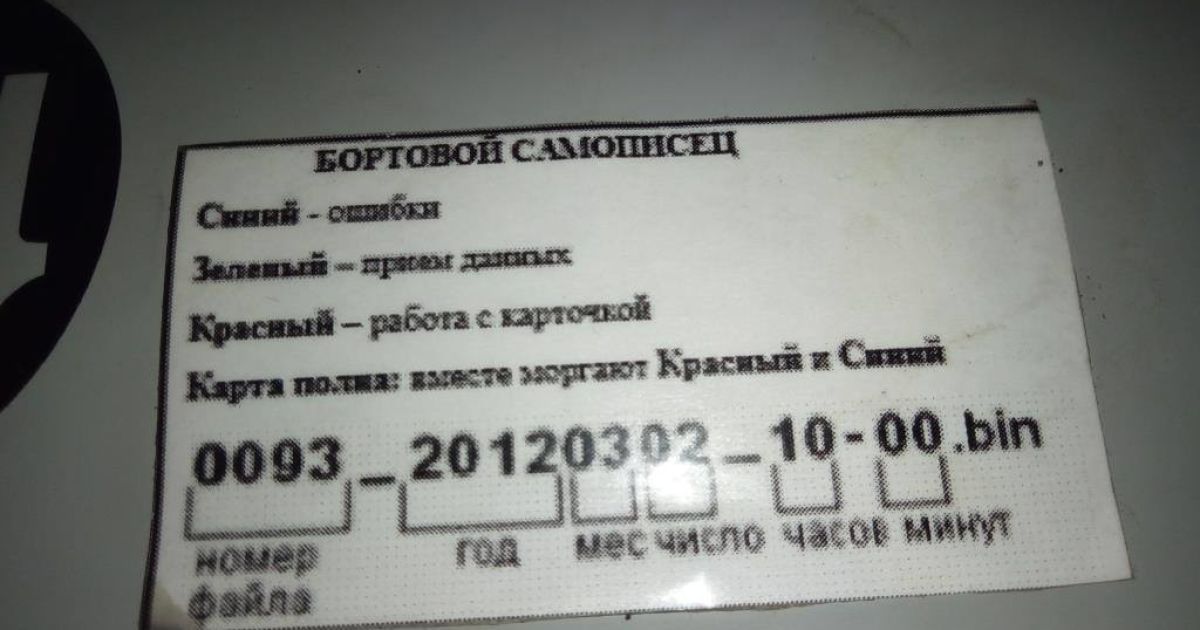 БОРТОВОЙ САМОПИСЕЦ
Синий - ошибки
Зеленый – прием данных
Красный – работа с карточкой
Карта полна: вместе моргают Красный и Синий
0093_20120302_10-00.bin
номер файла год мес число часов минут